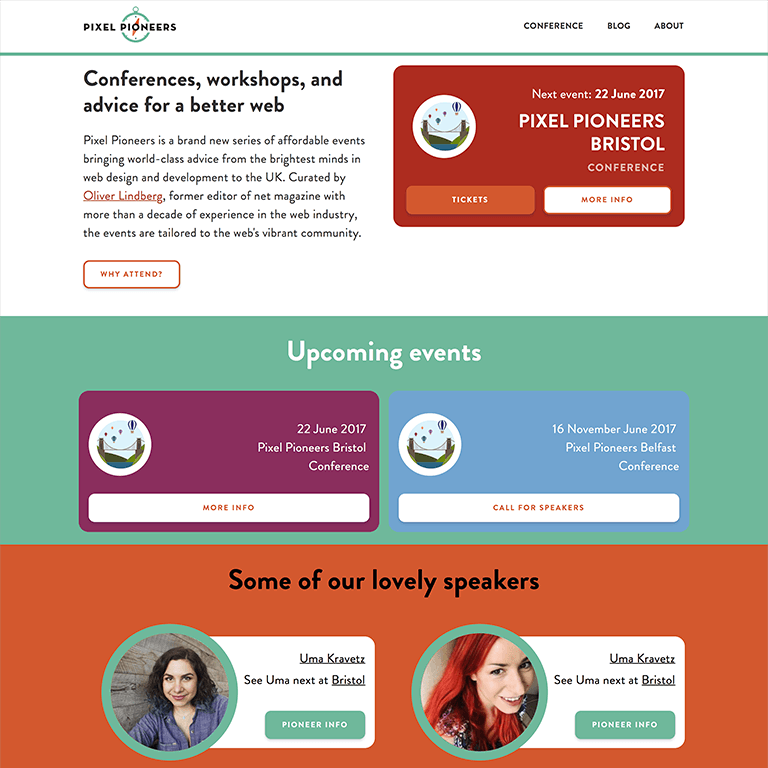 PIXEL PIONEERS
CONFERENCE
BLOG
ABOUT
Conferences, workshops, and
advice for a better web
Pixel Pioneers is a brand new series of affordable events
bringing world-class advice from the brightest minds in
web design and development to the UK. Curated by
Oliver Lindberg, former editor of net magazine with
more than a decade of experience in the web industry,
the events are tailored to the web's vibrant community.
WHY ATTEND?
Next event: 22 June 2017
PIXEL PIONEERS
BRISTOL
CONFERENCE
TICKETS
MORE INFO
Upcoming events
22 June 2017
Pixel Pioneers Bristol
Conference
MORE INFO
16 November June 2017
Pixel Pioneers Belfast
Conference
CALL FOR SPEAKERS
Some of our lovely speakers
Uma Kravetz
See Uma next at Bristol
PIONEER INFO
Uma Kravetz
See Uma next at Bristol
PIONEER INFO